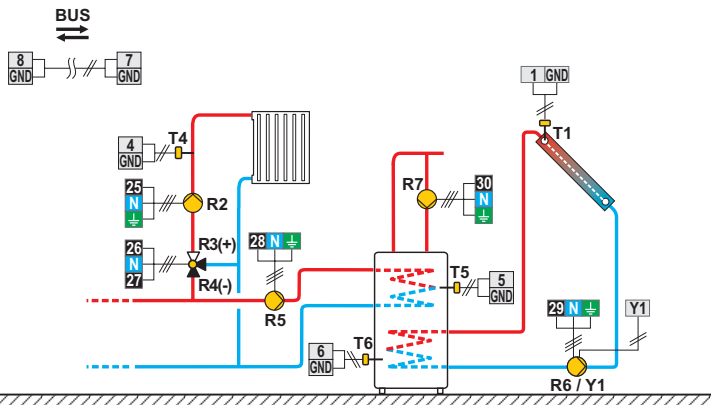 BUS
8
GND
7
GND
1 GND
T1
4
GND
T4
25
N
R2
R7
30
N
26
N
27
R3(+)
R4(-)
28 N
R5
T5
5
GND
29 N
Y1
T6
6
GND
R6 / Y1